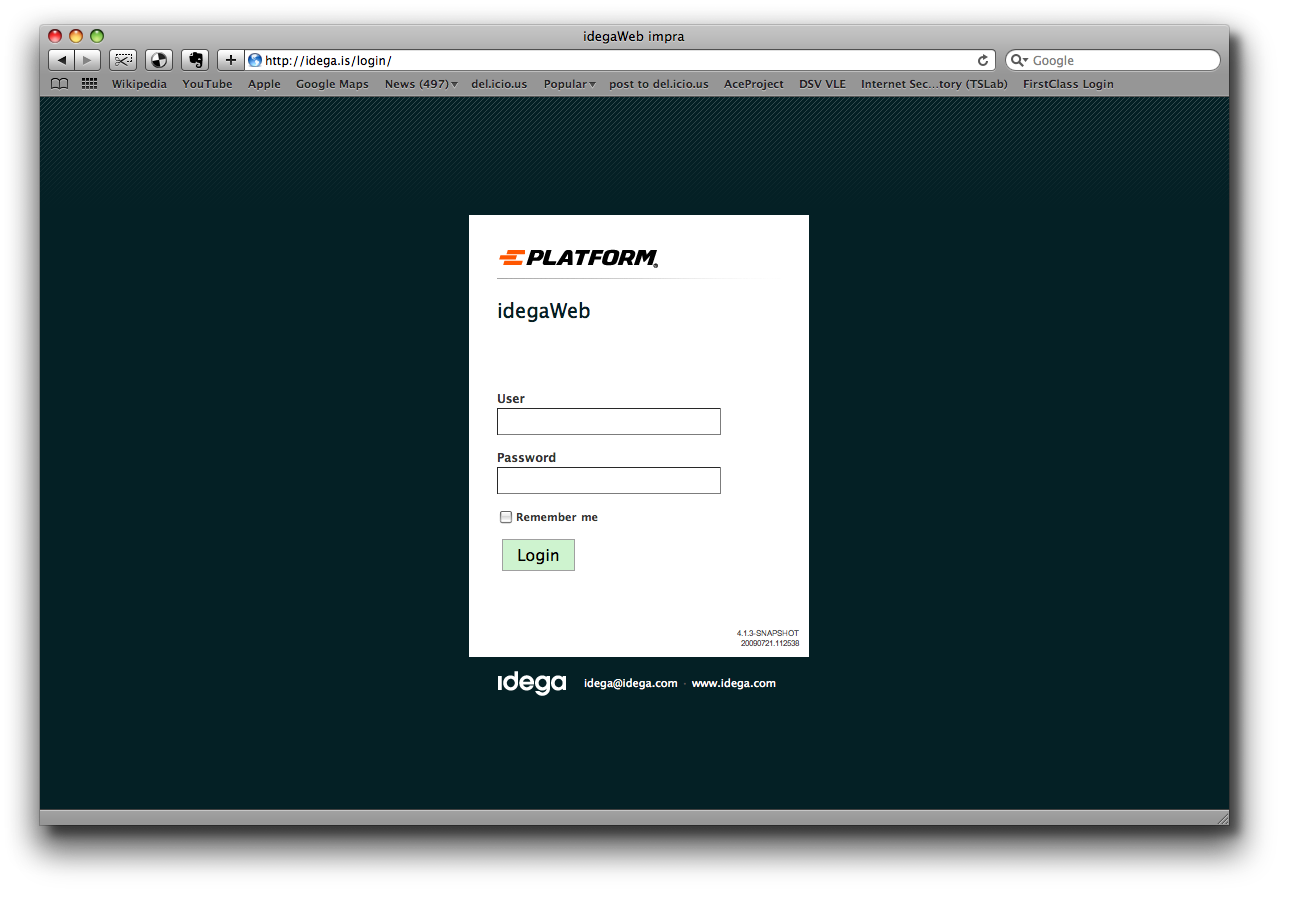 idegaWeb impra
http://idega.is/login/
Google
Wikipedia YouTube Apple Google Maps News (497) del.icio.us Popular post to del.icio.us AceProject DSV VLE Internet Sec...tory (TSLab) FirstClass Login
PLATFORM®
idegaWeb
User
Password
Remember me
Login
4.1.3-SNAPSHOT
20090721.112538
idega idega@idega.com · www.idega.com